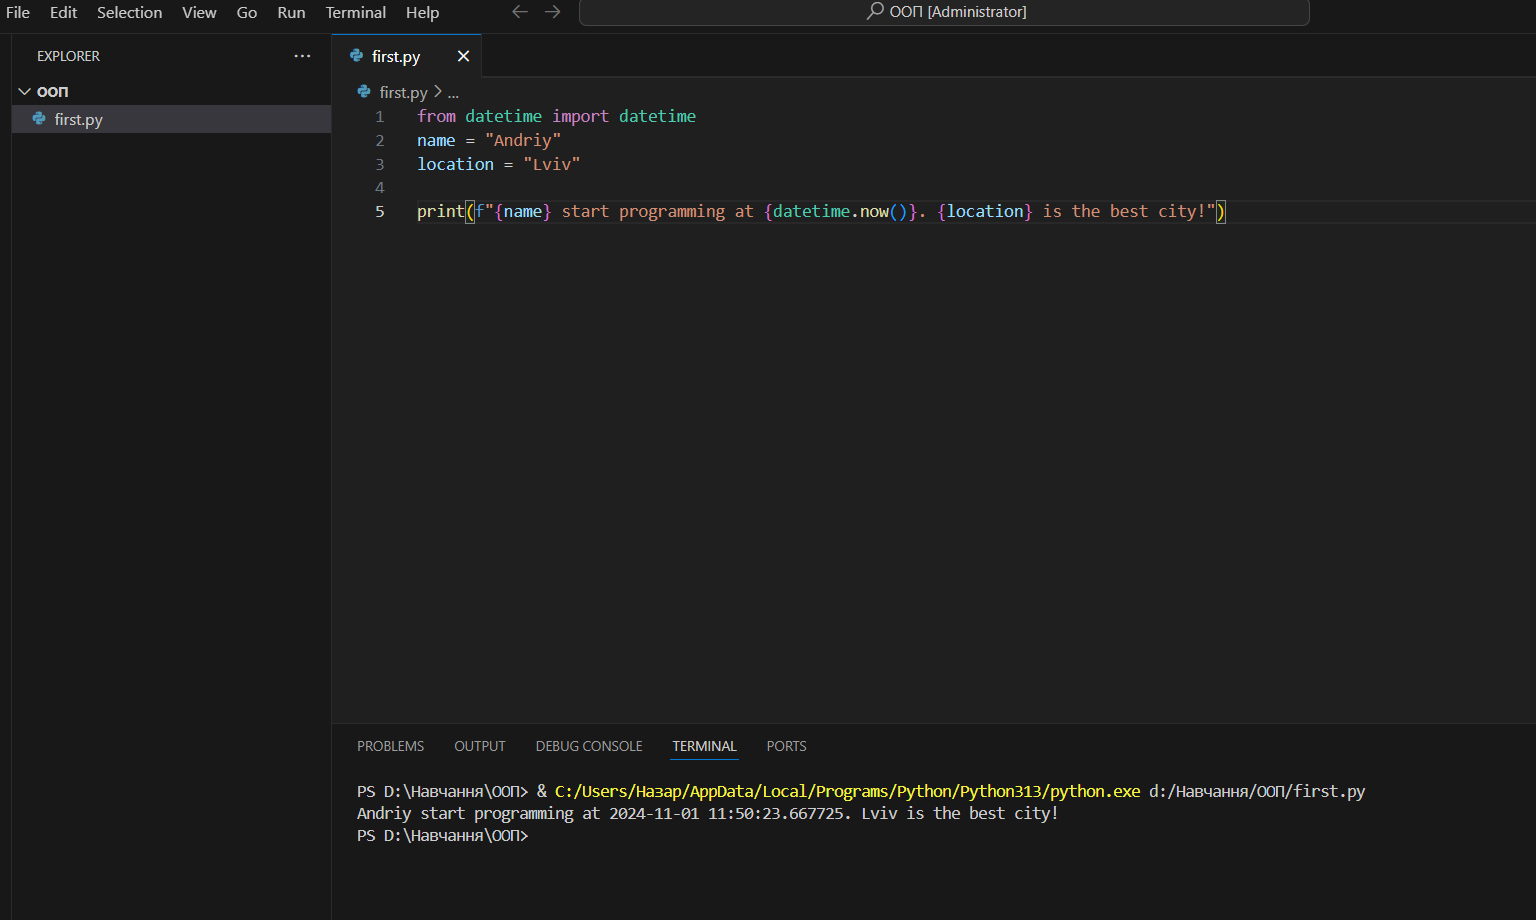 File Edit Selection View Go Run Terminal Help
ООП [Administrator]
EXPLORER ...
ООП
first.py
first.py
first.py > ...
1 from datetime import datetime
2 name = "Andriy"
3 location = "Lviv"
4
5 print(f"{name} start programming at {datetime.now()}. {location} is the best city!")
PROBLEMS OUTPUT DEBUG CONSOLE TERMINAL PORTS
PS D:\Навчання\ООП> & C:/Users/Назар/AppData/Local/Programs/Python/Python313/python.exe d:/Навчання/ООП/first.py
Andriy start programming at 2024-11-01 11:50:23.667725. Lviv is the best city!
PS D:\Навчання\ООП>